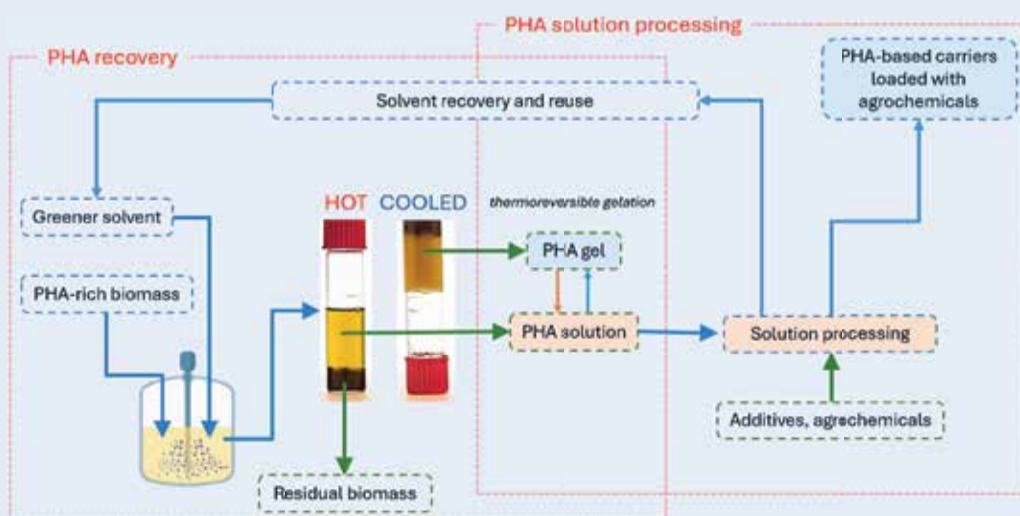 PHA solution processing
PHA recovery
PHA-based carriers
loaded with
agrochemicals
Solvent recovery and reuse
HOT
COOLED
thermoreversible gelation
Greener solvent
PHA gel
PHA-rich biomass
PHA solution
Solution processing
Additives, agrochemicals
Residual biomass